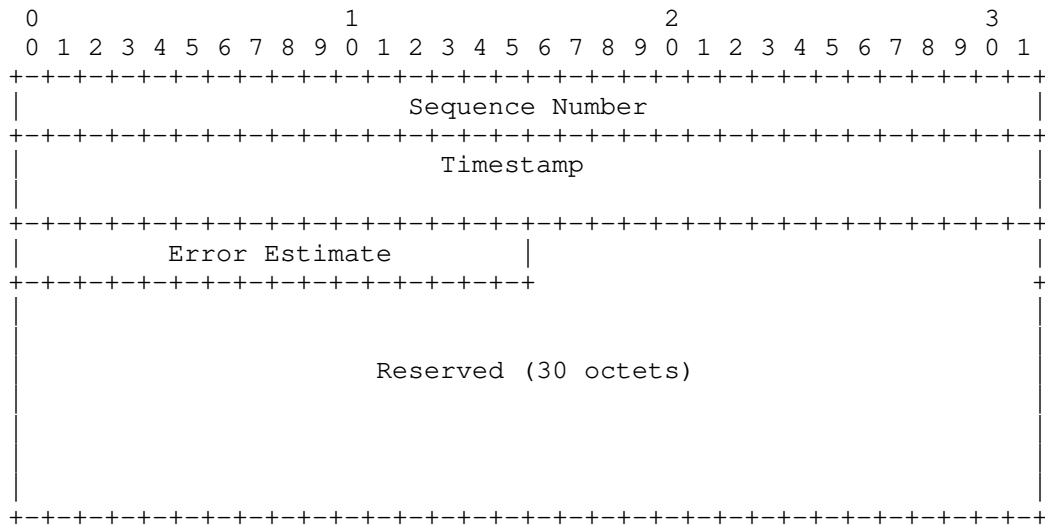 0                   1                   2                   3
 0 1 2 3 4 5 6 7 8 9 0 1 2 3 4 5 6 7 8 9 0 1 2 3 4 5 6 7 8 9 0 1
+-+-+-+-+-+-+-+-+-+-+-+-+-+-+-+-+-+-+-+-+-+-+-+-+-+-+-+-+-+-+-+-+
|                        Sequence Number                        |
+-+-+-+-+-+-+-+-+-+-+-+-+-+-+-+-+-+-+-+-+-+-+-+-+-+-+-+-+-+-+-+-+
|                          Timestamp                            |
|                                                               |
+-+-+-+-+-+-+-+-+-+-+-+-+-+-+-+-+-+-+-+-+-+-+-+-+-+-+-+-+-+-+-+-+
|         Error Estimate        |                               |
+-+-+-+-+-+-+-+-+-+-+-+-+-+-+-+-+                               +
|                                                               |
|                                                               |
|                      Reserved (30 octets)                     |
|                                                               |
|                                                               |
|                                                               |
|                                                               |
+-+-+-+-+-+-+-+-+-+-+-+-+-+-+-+-+-+-+-+-+-+-+-+-+-+-+-+-+-+-+-+-+